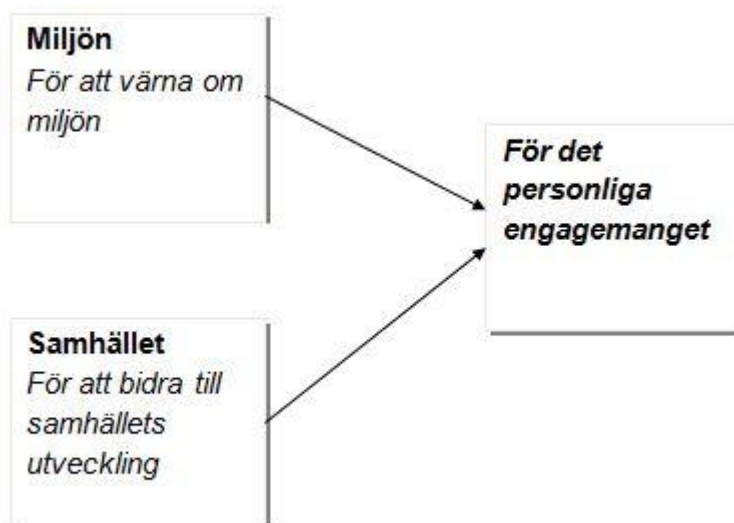 Miljön
För att värna om
miljön
För det
personliga
engagemanget
Samhället
För att bidra till
samhällets
utveckling